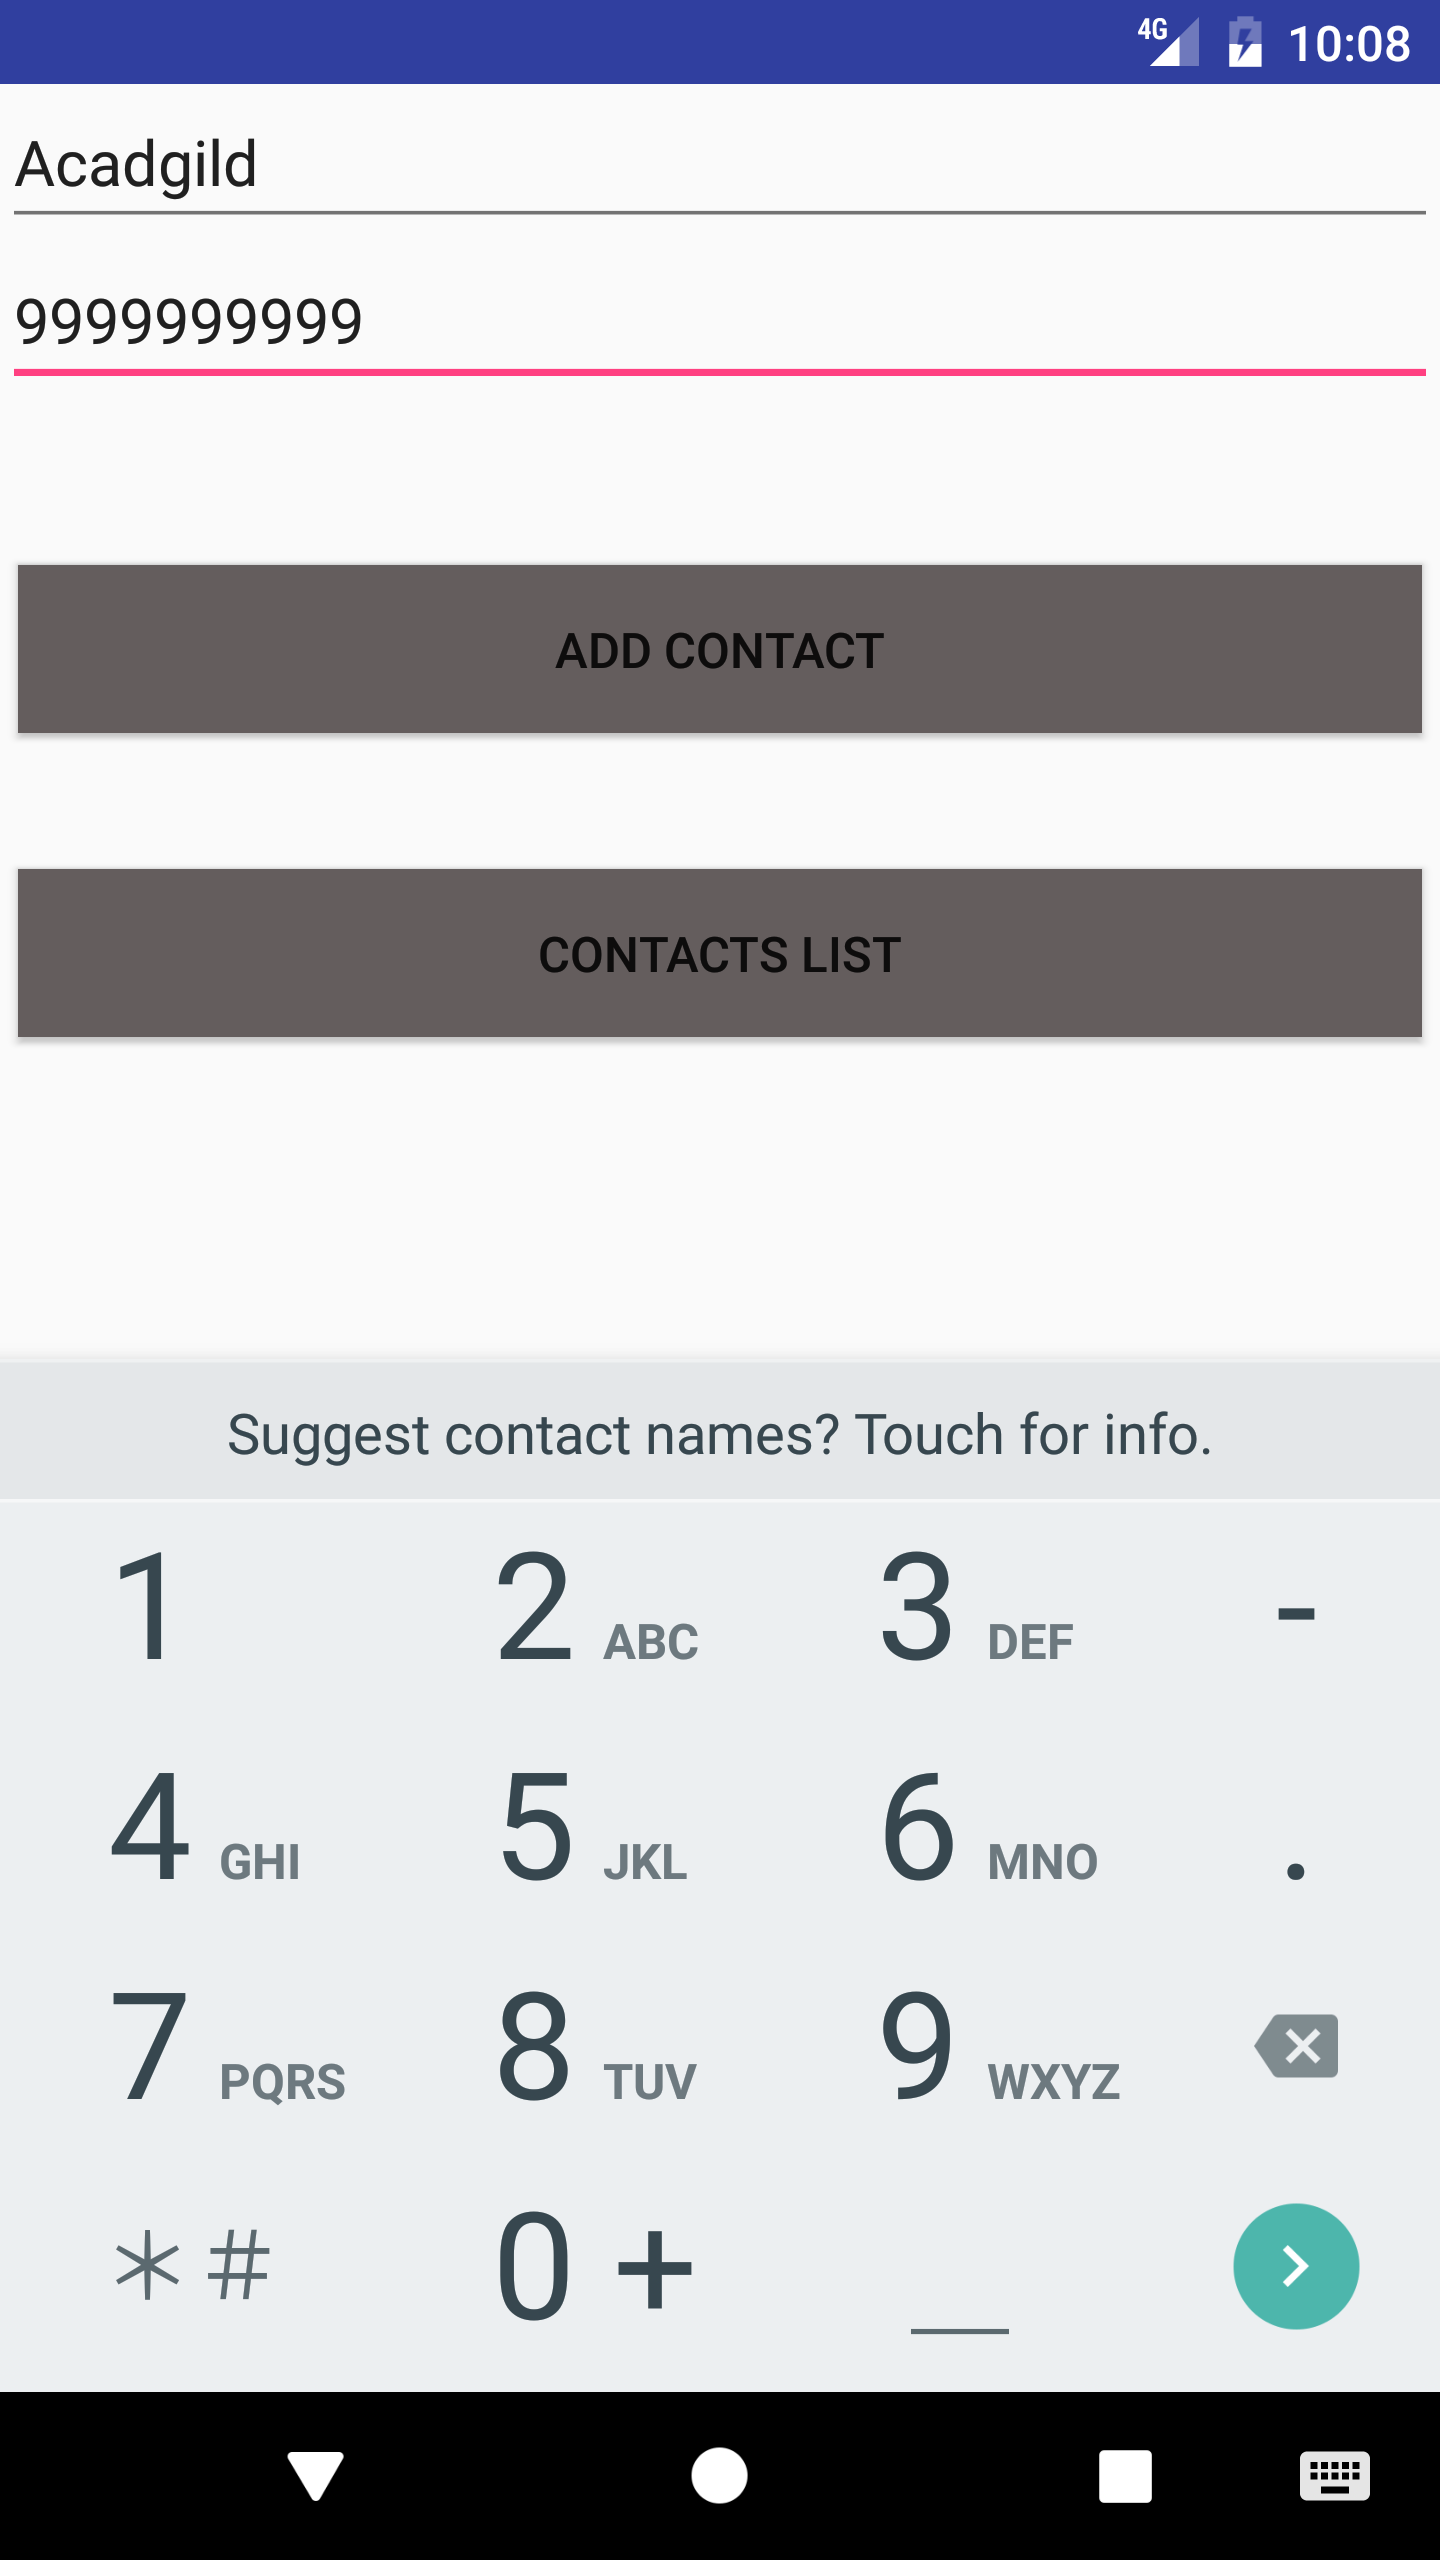 4G 10:08
Acadgild
9999999999
ADD CONTACT
CONTACTS LIST
Suggest contact names? Touch for info.
1 2 ABC 3 DEF -
4 GHI 5 JKL 6 MNO .
7 PQRS 8 TUV 9 WXYZ
* # 0 + _